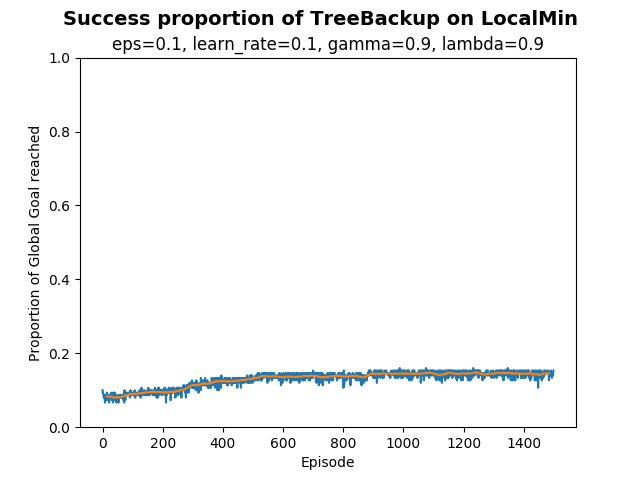 Success proportion of TreeBackup on LocalMin
eps=0.1, learn_rate=0.1, gamma=0.9, lambda=0.9
Proportion of Global Goal reached
1.0
0.8
0.6
0.4
0.2
0.0
0 200 400 600 800 1000 1200 1400
Episode